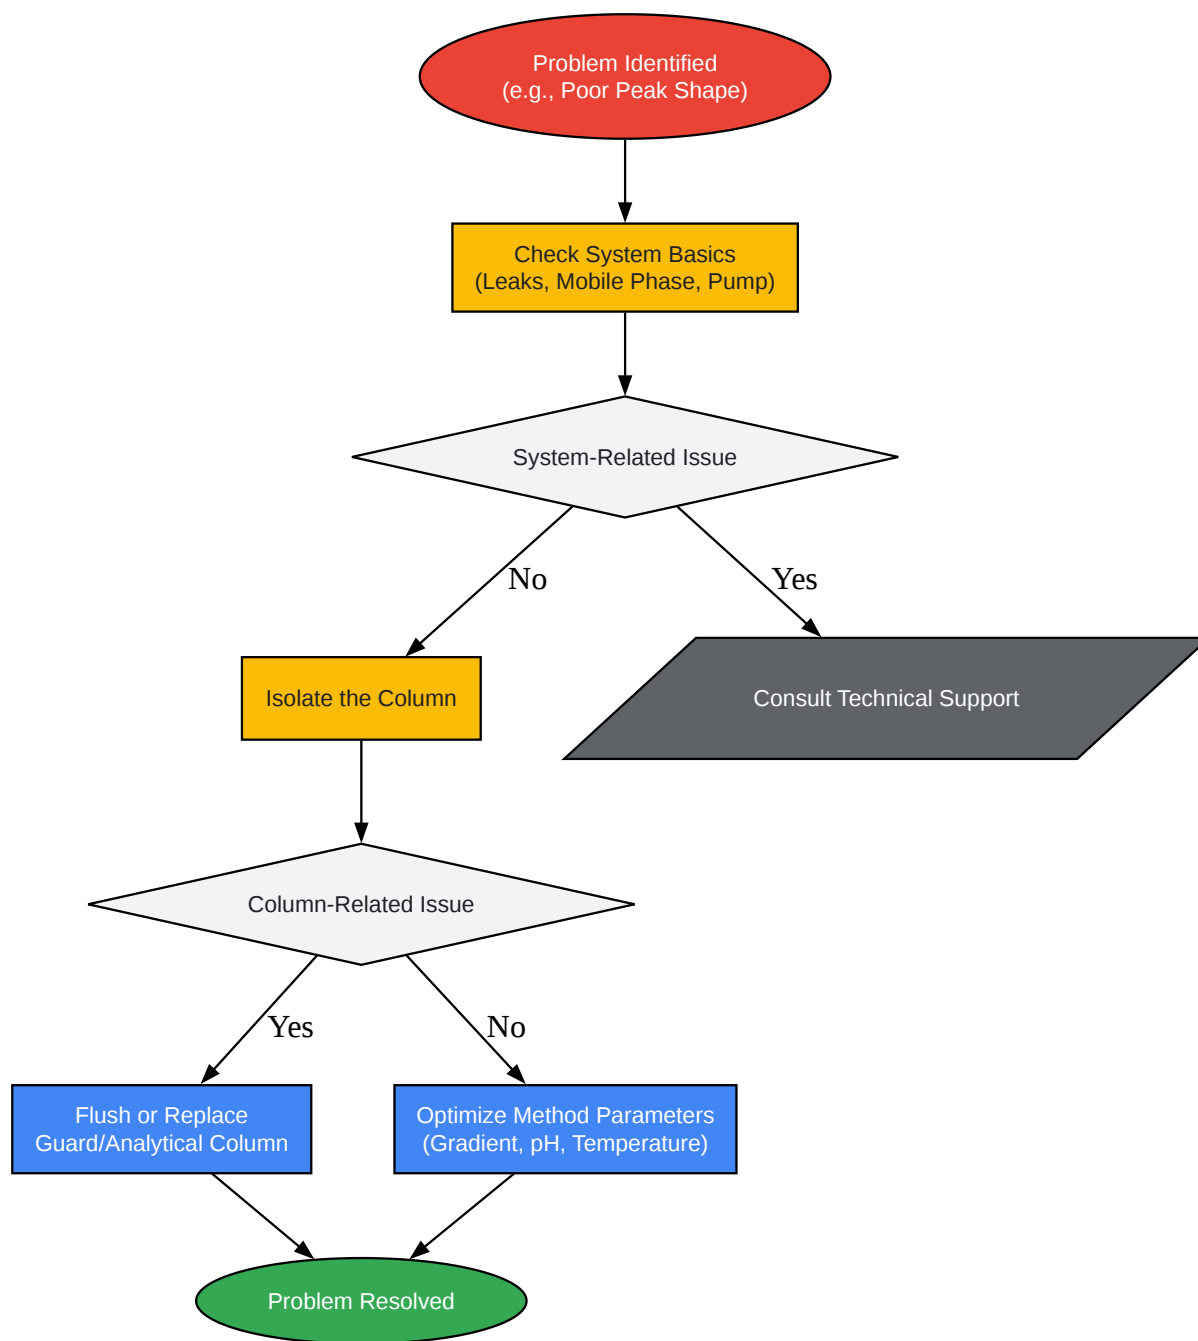 Problem Identified
(e.g., Poor Peak Shape)
Check System Basics
(Leaks, Mobile Phase, Pump)
System-Related Issue
No
Yes
Isolate the Column
Consult Technical Support
Column-Related Issue
Yes
No
Flush or Replace
Guard/Analytical Column
Optimize Method Parameters
(Gradient, pH, Temperature)
Problem Resolved